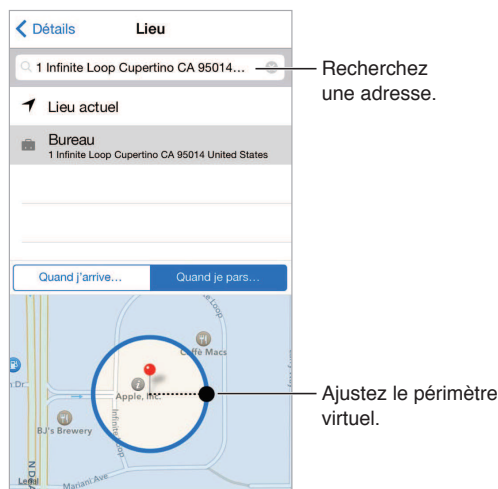 Détails
Lieu
1 Infinite Loop Cupertino CA 95014…
Recherchez
une adresse.
Lieu actuel
Bureau
1 Infinite Loop Cupertino CA 95014 United States
Quand j'arrive…
Quand je pars…
Loop
Caffè Macs
Dr
Apple, Inc.
Infinite Loop
BJ's Brewery
Ajustez le périmètre
virtuel.
N D
Legal
Mariani Ave